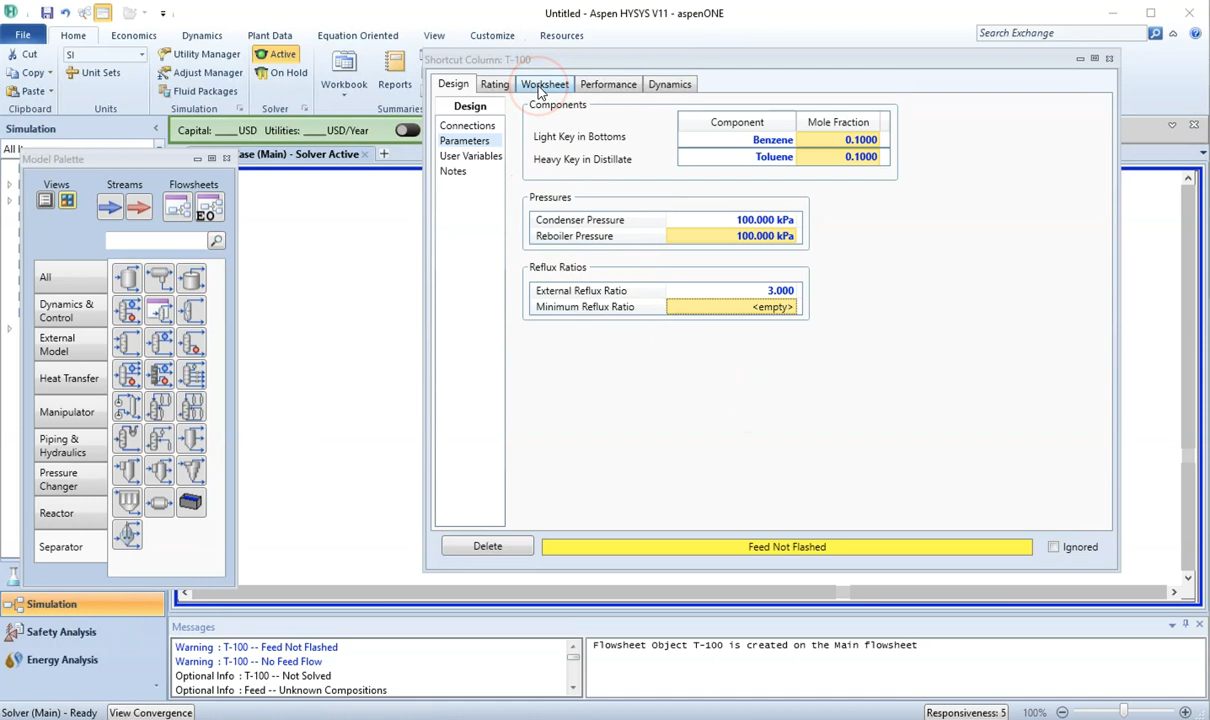 Untitled - Aspen HYSYS V11 - aspenONE
File Home Economics Dynamics Plant Data Equation Oriented View Customize Resources Search Exchange
Cut SI Utility Manager Active
Copy Unit Sets Adjust Manager On Hold Workbook Reports
Paste Fluid Packages
Clipboard Units Simulation Solver Summaries
Simulation
Capital: ____USD Utilities: ____USD/Year
ase (Main) - Solver Active
Model Palette
Views Streams Flowsheets
EO
All
Dynamics &
Control
External
Model
Heat Transfer
Manipulator
Piping &
Hydraulics
Pressure
Changer
Reactor
Separator
Shortcut Column: T-100
Design Rating Worksheet Performance Dynamics
Design
Connections
Parameters
User Variables
Notes
Components
Component Mole Fraction
Light Key in Bottoms Benzene 0.1000
Heavy Key in Distillate Toluene 0.1000
Pressures
Condenser Pressure 100.000 kPa
Reboiler Pressure 100.000 kPa
Reflux Ratios
External Reflux Ratio 3.000
Minimum Reflux Ratio <empty>
Delete Feed Not Flashed Ignored
Simulation
Safety Analysis
Energy Analysis
Messages
Warning : T-100 -- Feed Not Flashed
Warning : T-100 -- No Feed Flow
Optional Info : T-100 -- Not Solved
Optional Info : Feed -- Unknown Compositions
Flowsheet Object T-100 is created on the Main flowsheet
Solver (Main) - Ready View Convergence Responsiveness: 5 100%